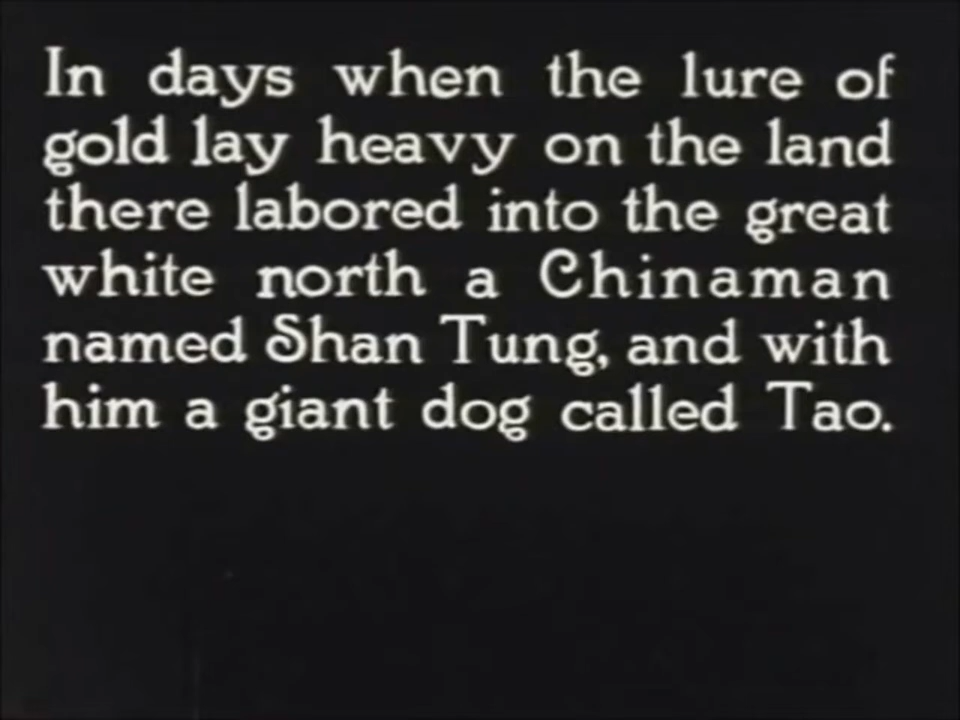 In days when the lure of
gold lay heavy on the land
there labored into the great
white north a Chinaman
named Shan Tung, and with
him a giant dog called Tao.